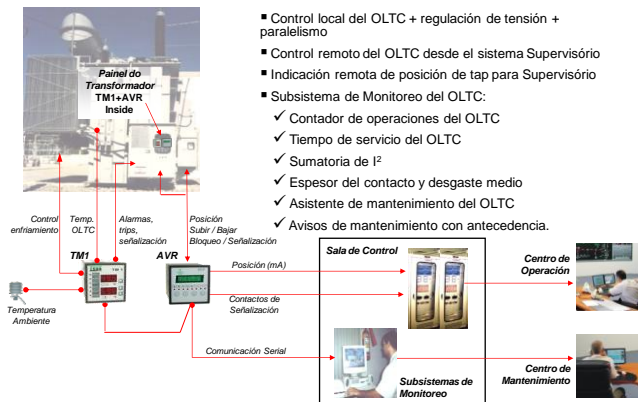 ▪ Control local del OLTC + regulación de tensión +
paralelismo
▪ Control remoto del OLTC desde el sistema Supervisório
▪ Indicación remota de posición de tap para Supervisório
▪ Subsistema de Monitoreo del OLTC:
✓ Contador de operaciones del OLTC
✓ Tiempo de servicio del OLTC
✓ Sumatoria de I²
✓ Espesor del contacto y desgaste medio
✓ Asistente de mantenimiento del OLTC
✓ Avisos de mantenimiento con antecedencia.
Painel do
Transformador
TM1+AVR
Inside
Control
enfriamiento
Temp.
OLTC
Alarmas,
trips,
señalización
Posición
Subir / Bajar
Bloqueo / Señalización
TM1
AVR
Temperatura
Ambiente
Posición (mA)
Contactos de
Señalización
Comunicación Serial
Sala de Control
Subsistemas de
Monitoreo
Centro de
Operación
Centro de
Mantenimiento